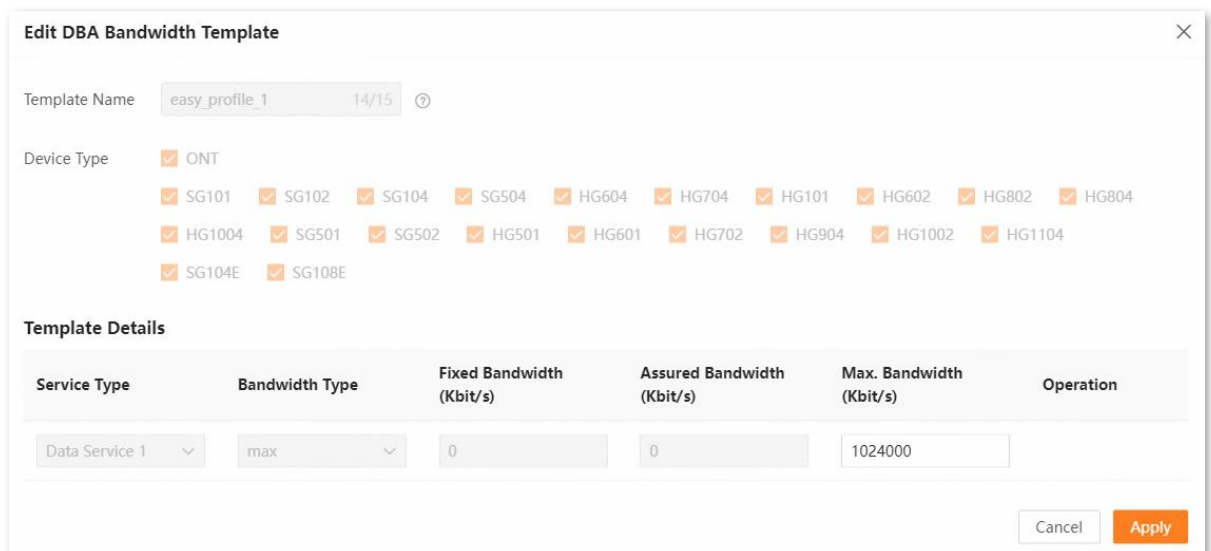 Edit DBA Bandwidth Template
Template Name easy_profile_1 14/15
Device Type ONT
SG101 SG102 SG104 SG504 HG604 HG704 HG101 HG602 HG802 HG804
HG1004 SG501 SG502 HG501 HG601 HG702 HG904 HG1002 HG1104
SG104E SG108E
Template Details
Service Type Bandwidth Type Fixed Bandwidth (Kbit/s) Assured Bandwidth (Kbit/s) Max. Bandwidth (Kbit/s) Operation
Data Service 1 max 0 0 1024000
Cancel Apply